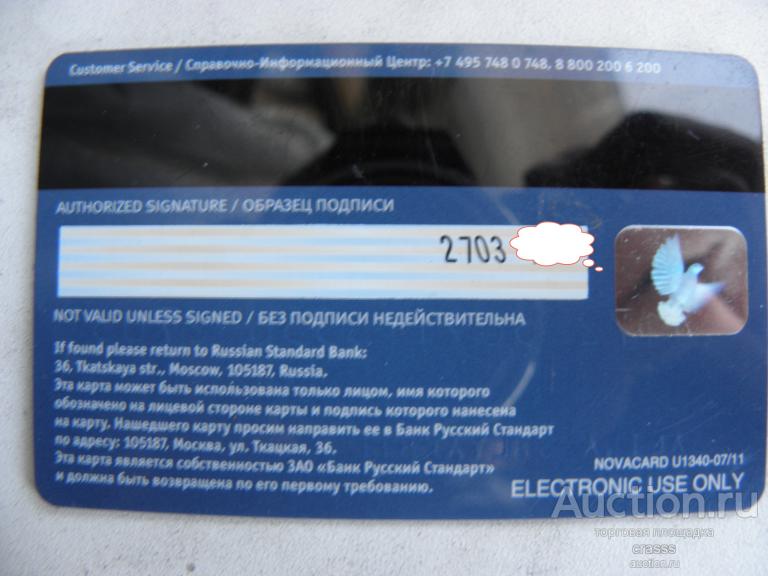 Customer Service / Справочно-Информационный Центр: +7 495 748 0 748, 8 800 200 6 200
AUTHORIZED SIGNATURE / ОБРАЗЕЦ ПОДПИСИ
2703
NOT VALID UNLESS SIGNED / БЕЗ ПОДПИСИ НЕДЕЙСТВИТЕЛЬНА
If found please return to Russian Standard Bank:
36, Tkatskaya str., Moscow, 105187, Russia.
Эта карта может быть использована только лицом, имя которого
обозначено на лицевой стороне карты и подпись которого нанесена
на карту. Нашедшего карту просим направить ее в Банк Русский Стандарт
по адресу: 105187, Москва, ул. Ткацкая, 36.
Эта карта является собственностью ЗАО «Банк Русский Стандарт»
и должна быть возвращена по его первому требованию.
NOVACARD U1340-07/11
ELECTRONIC USE ONLY
Auction.ru
торговая площадка
crasss
auction.ru